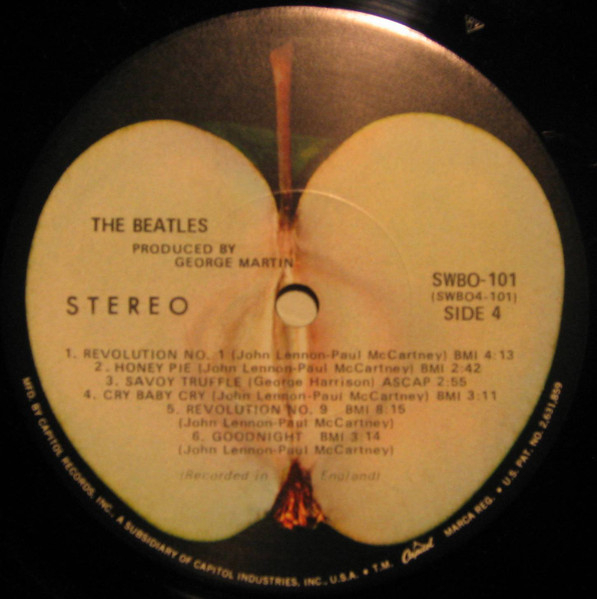 THE BEATLES
PRODUCED BY
GEORGE MARTIN
STEREO
SWBO-101
(SWBO4-101)
SIDE 4
1. REVOLUTION NO. 1 (John Lennon-Paul McCartney) BMI 4:13
2. HONEY PIE (John Lennon-Paul McCartney) BMI 2:42
3. SAVOY TRUFFLE (George Harrison) ASCAP 2:55
4. CRY BABY CRY (John Lennon-Paul McCartney) BMI 3:11
5. REVOLUTION NO. 9 BMI 8:15
(John Lennon-Paul McCartney)
6. GOODNIGHT BMI 3:14
(John Lennon-Paul McCartney)
(Recorded in England)
MFD. BY CAPITOL RECORDS, INC., A SUBSIDIARY OF CAPITOL INDUSTRIES, INC., U.S.A. • T.M. Capitol MARCA REG. • U.S. PAT. NO. 2,631,859